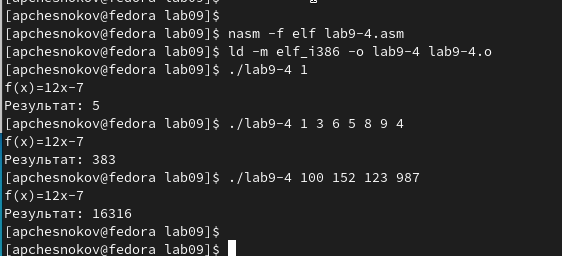 [apchesnokov@fedora lab09]$
[apchesnokov@fedora lab09]$ nasm -f elf lab9-4.asm
[apchesnokov@fedora lab09]$ ld -m elf_i386 -o lab9-4 lab9-4.o
[apchesnokov@fedora lab09]$ ./lab9-4 1
f(x)=12x-7
Результат: 5
[apchesnokov@fedora lab09]$ ./lab9-4 1 3 6 5 8 9 4
f(x)=12x-7
Результат: 383
[apchesnokov@fedora lab09]$ ./lab9-4 100 152 123 987
f(x)=12x-7
Результат: 16316
[apchesnokov@fedora lab09]$
[apchesnokov@fedora lab09]$